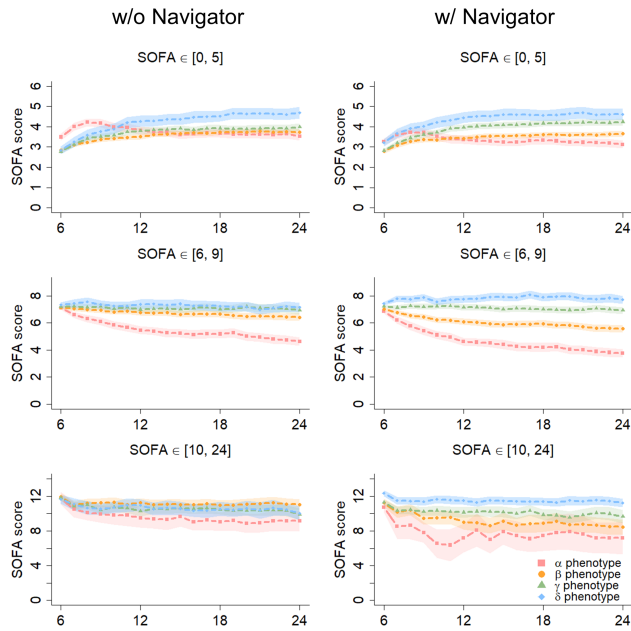 w/o Navigator
w/ Navigator
SOFA ∈ [0, 5]
SOFA ∈ [0, 5]
SOFA score
6
5
4
3
2
1
0
6 12 18 24
SOFA score
6
5
4
3
2
1
0
6 12 18 24
SOFA ∈ [6, 9]
SOFA ∈ [6, 9]
SOFA score
8
6
4
2
0
6 12 18 24
SOFA score
8
6
4
2
0
6 12 18 24
SOFA ∈ [10, 24]
SOFA ∈ [10, 24]
SOFA score
12
8
4
0
6 12 18 24
SOFA score
12
8
4
0
6 12 18 24
α phenotype
β phenotype
γ phenotype
δ phenotype